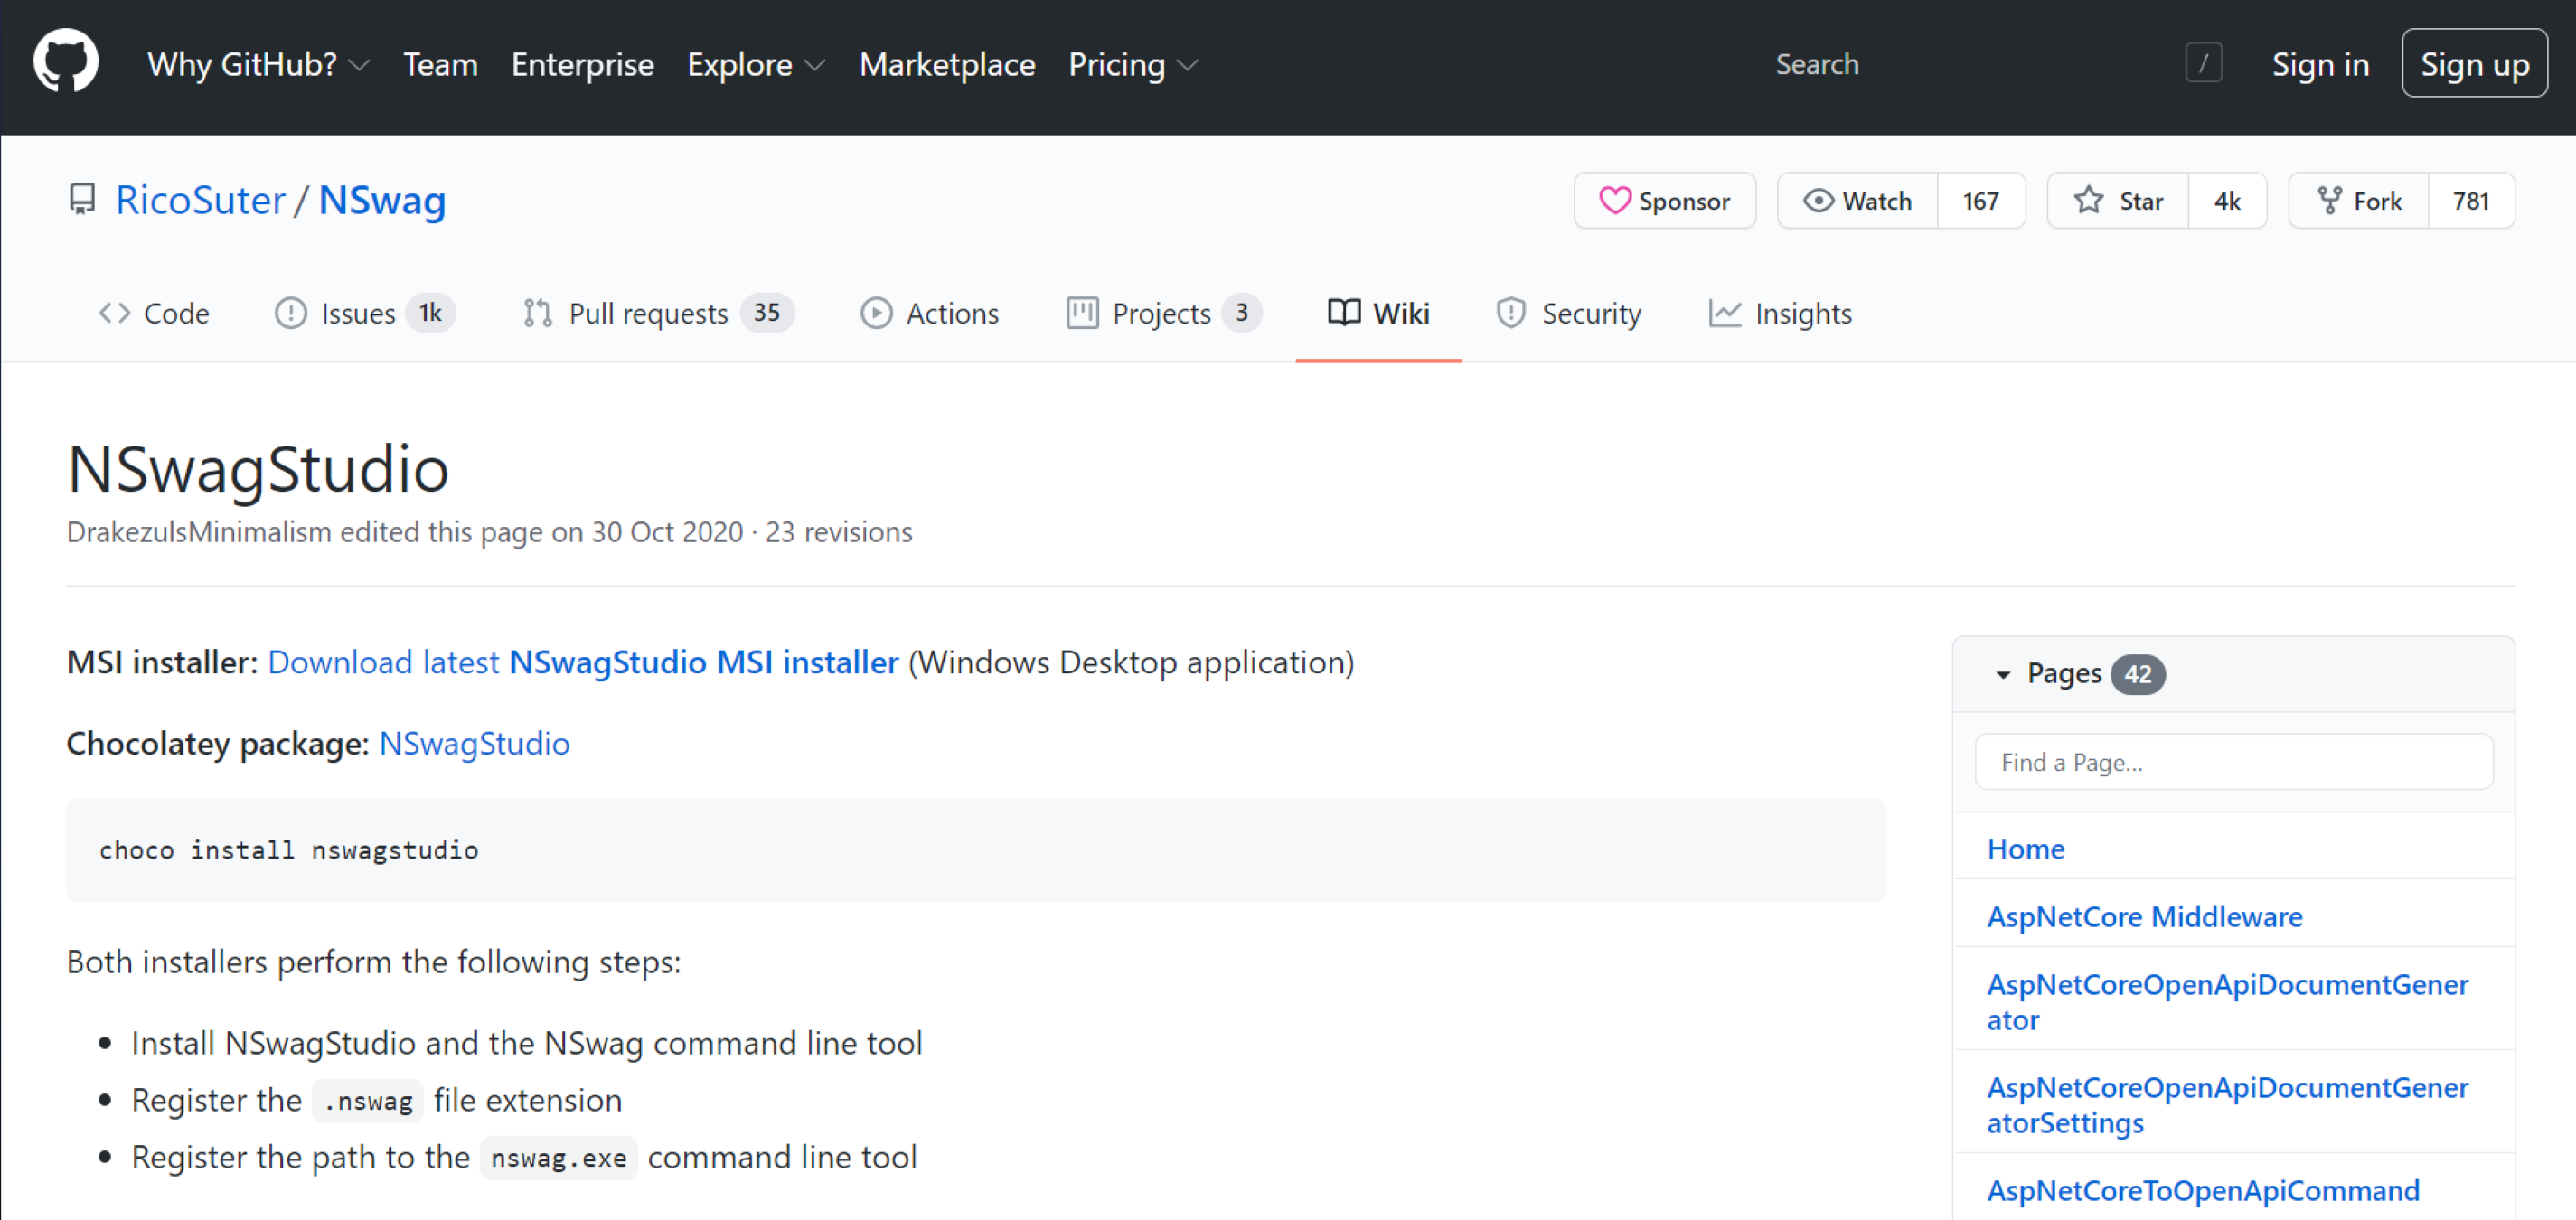 Why GitHub? Team Enterprise Explore Marketplace Pricing Search / Sign in Sign up
RicoSuter / NSwag Sponsor Watch 167 Star 4k Fork 781
Code Issues 1k Pull requests 35 Actions Projects 3 Wiki Security Insights
NSwagStudio
DrakezulsMinimalism edited this page on 30 Oct 2020 · 23 revisions
MSI installer: Download latest NSwagStudio MSI installer (Windows Desktop application)
Chocolatey package: NSwagStudio
choco install nswagstudio
Both installers perform the following steps:
• Install NSwagStudio and the NSwag command line tool
• Register the .nswag file extension
• Register the path to the nswag.exe command line tool
Pages 42
Find a Page...
Home
AspNetCore Middleware
AspNetCoreOpenApiDocumentGener
ator
AspNetCoreOpenApiDocumentGener
atorSettings
AspNetCoreToOpenApiCommand